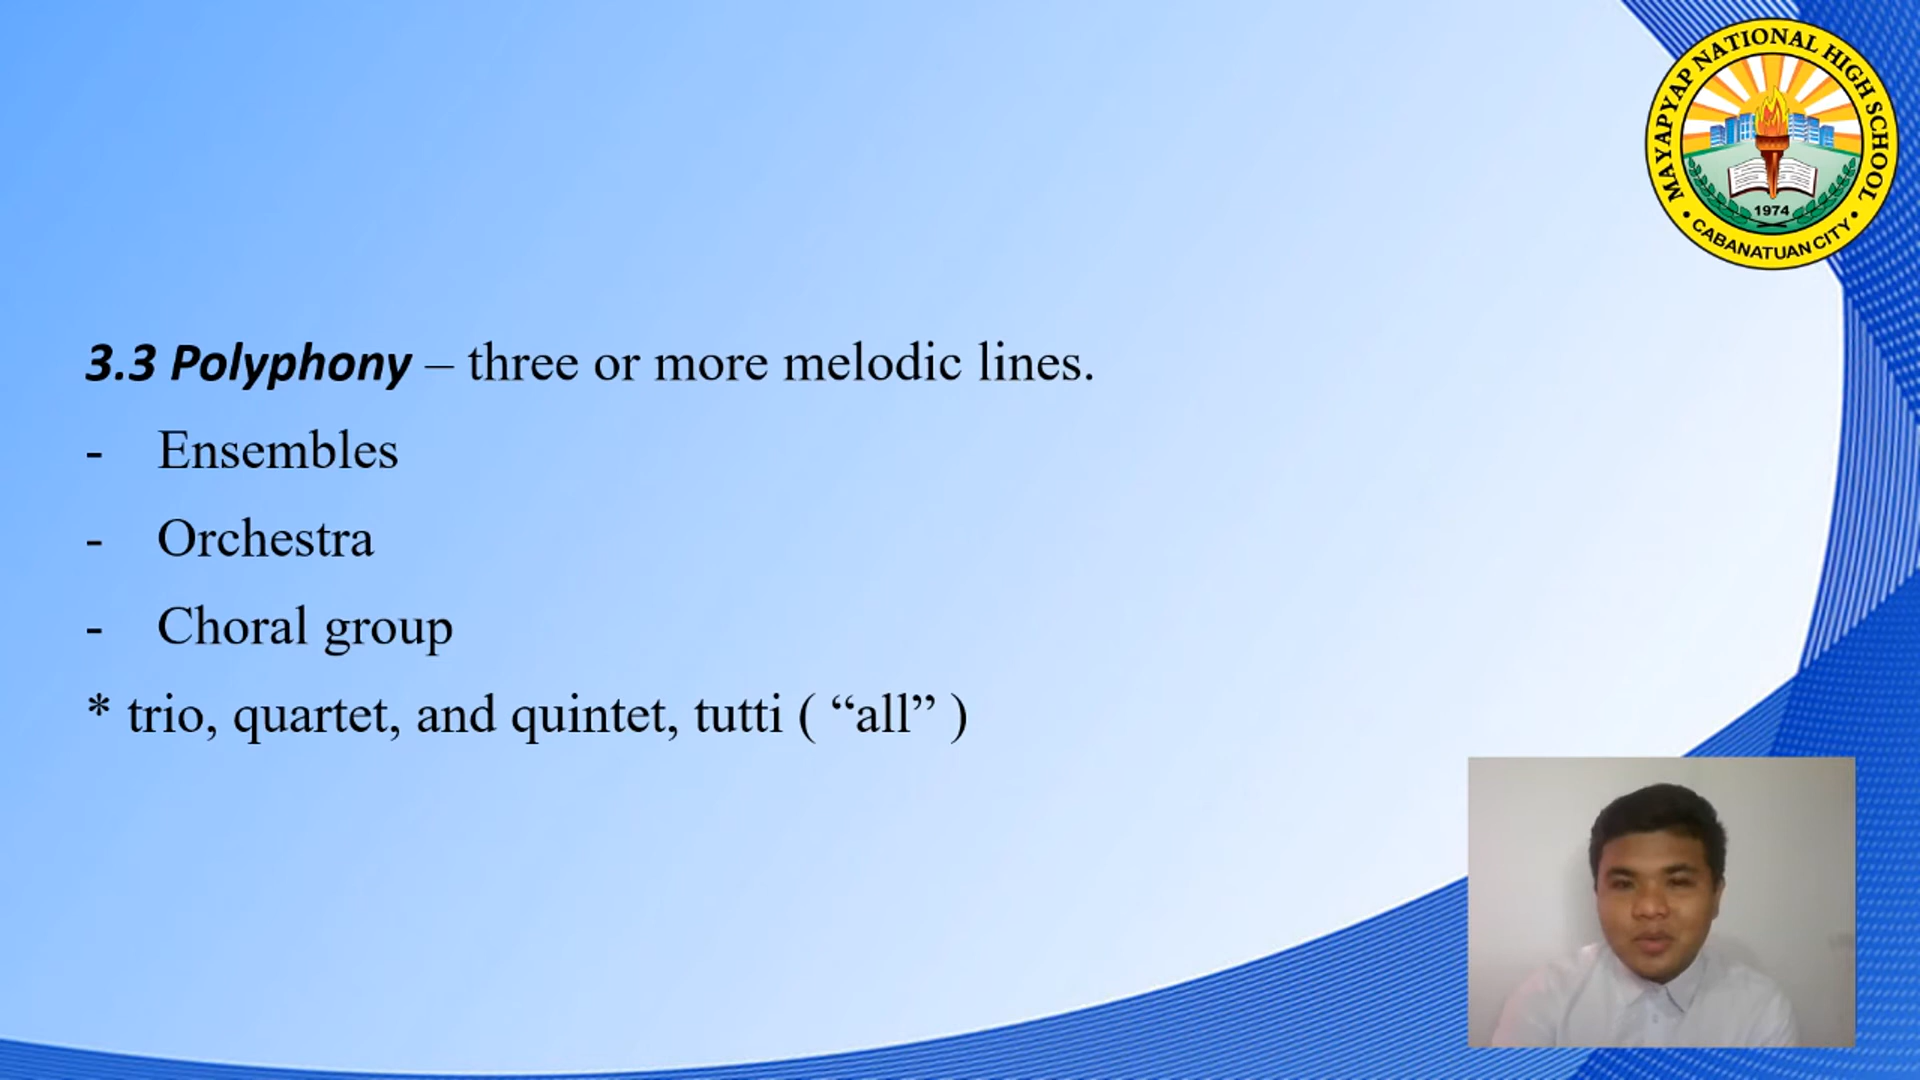 MAYAPYAP NATIONAL HIGH SCHOOL
1974
• CABANATUAN CITY •
3.3 Polyphony – three or more melodic lines.
- Ensembles
- Orchestra
- Choral group
* trio, quartet, and quintet, tutti ( “all” )